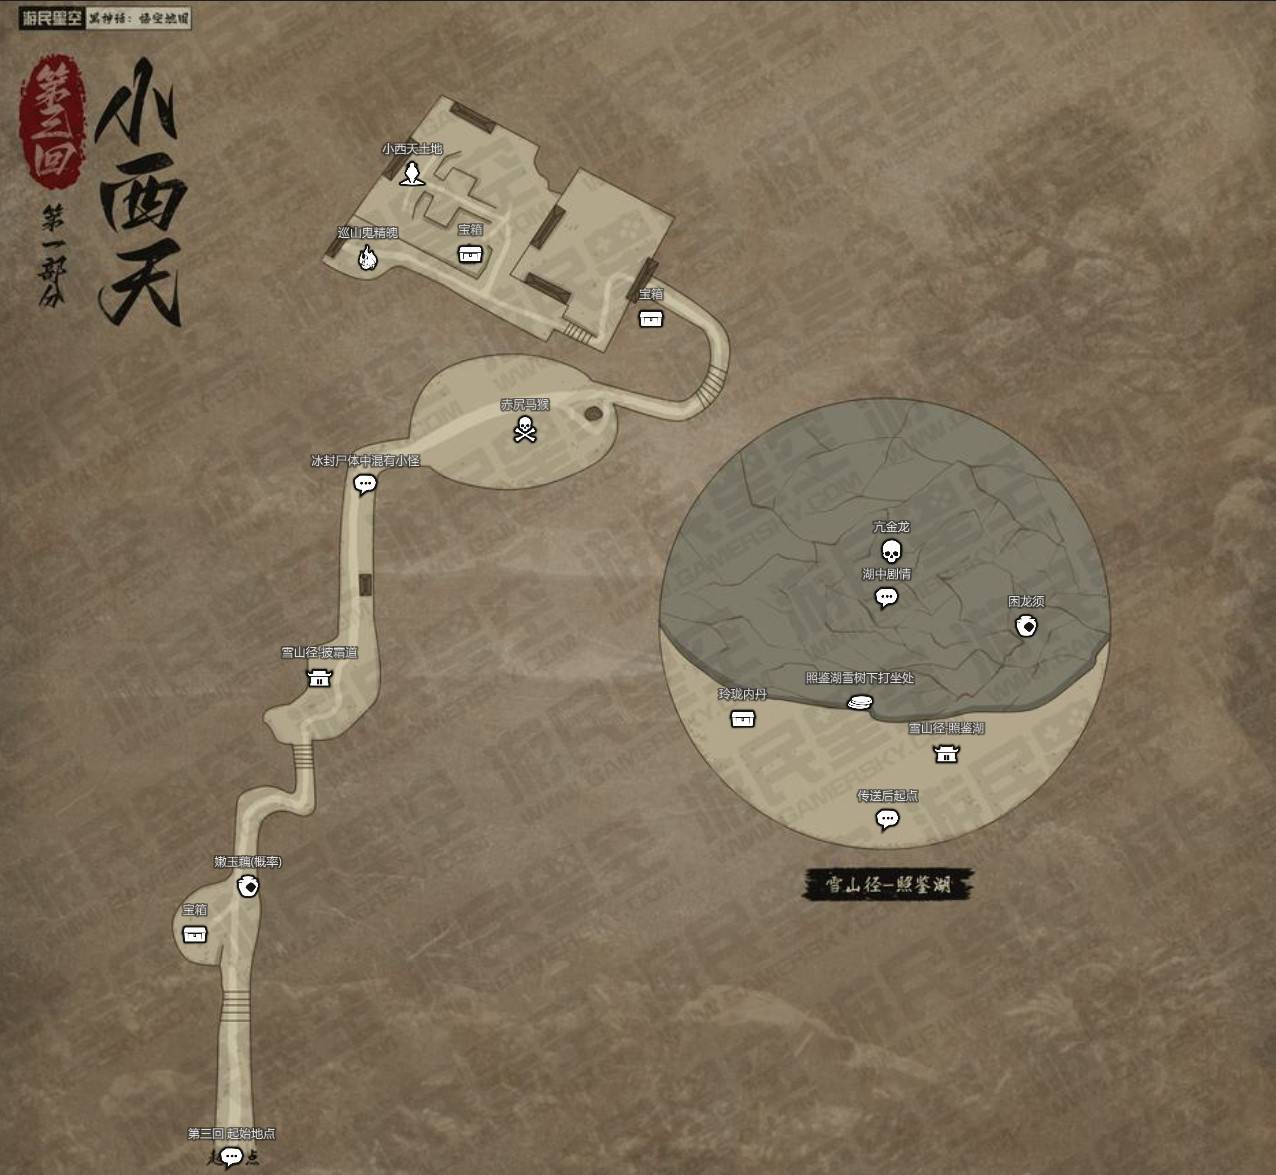 游民星空 黑神话：悟空地图
第三回
小西天
第一部分
小西天土地
巡山鬼精魄
宝箱
宝箱
赤尻马猴
冰封尸体中混有小怪
亢金龙
湖中剧情
困龙须
雪山径-披霜道
照鉴湖雪树下打坐处
玲珑内丹
雪山径-照鉴湖
传送后起点
嫩玉藕(概率)
雪山径-照鉴湖
宝箱
第三回 起始地点
起点